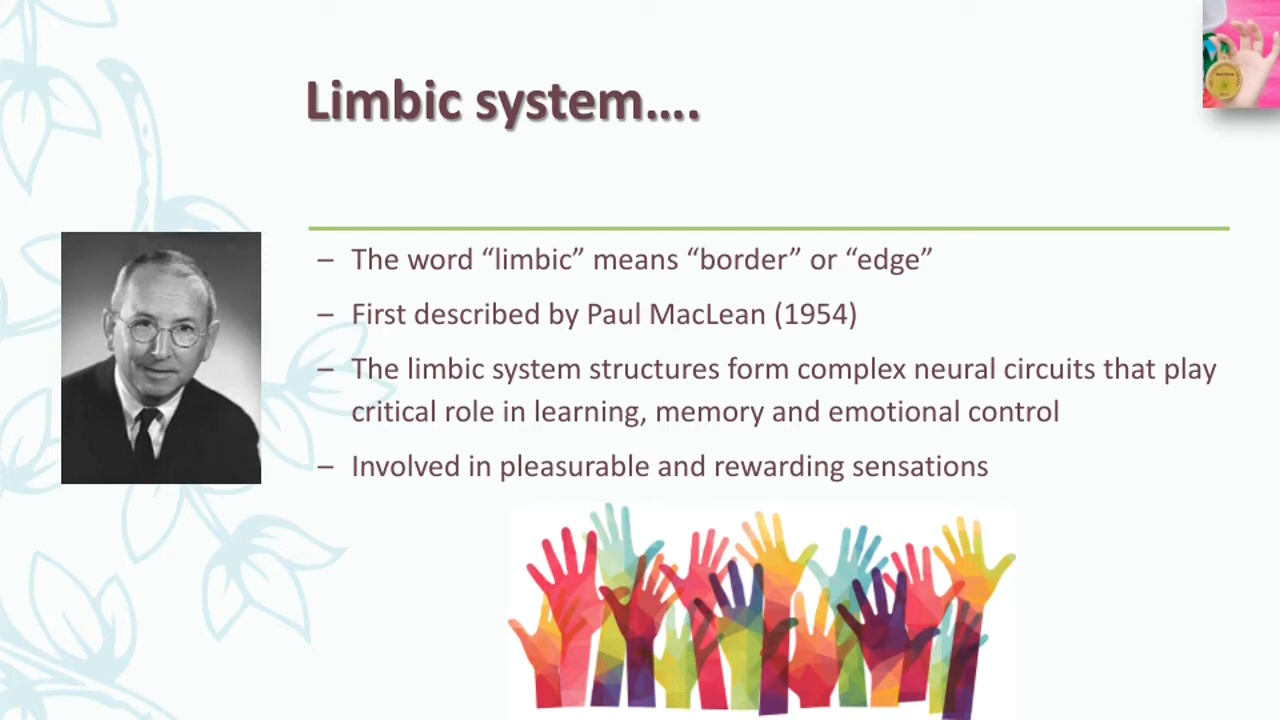 Limbic system....
– The word “limbic” means “border” or “edge”
– First described by Paul MacLean (1954)
– The limbic system structures form complex neural circuits that play
critical role in learning, memory and emotional control
– Involved in pleasurable and rewarding sensations